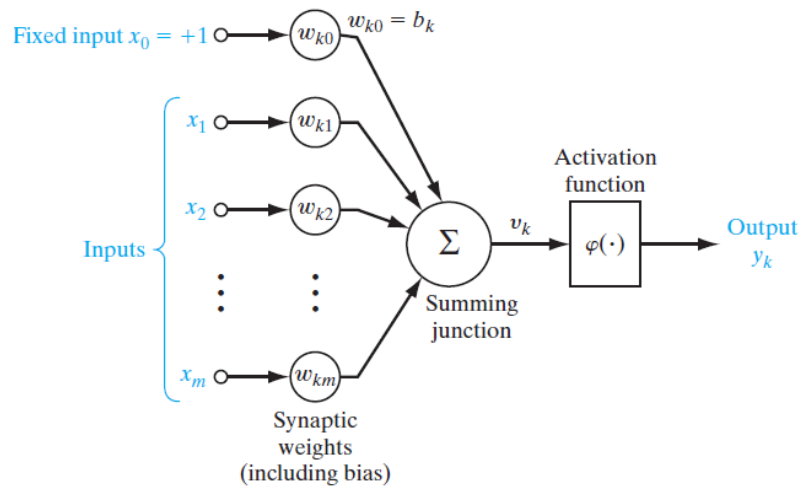 Fixed input x₀ = +1
wₖ₀
wₖ₀ = bₖ
x₁
wₖ₁
x₂
wₖ₂
Inputs
xₘ
wₖₘ
Σ
Summing
junction
vₖ
Activation
function
φ(·)
Output
yₖ
Synaptic
weights
(including bias)